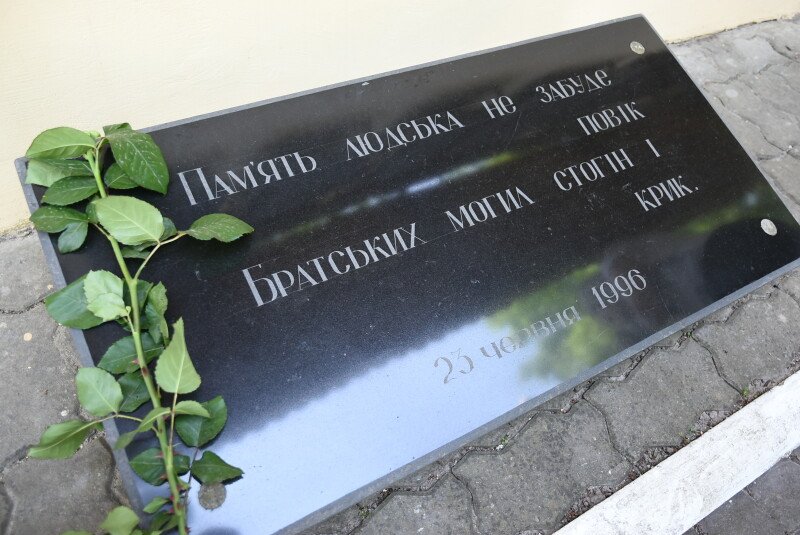 Пам'ять людська не забуде
повік
Братських могил стогін і
крик.
23 червня 1996